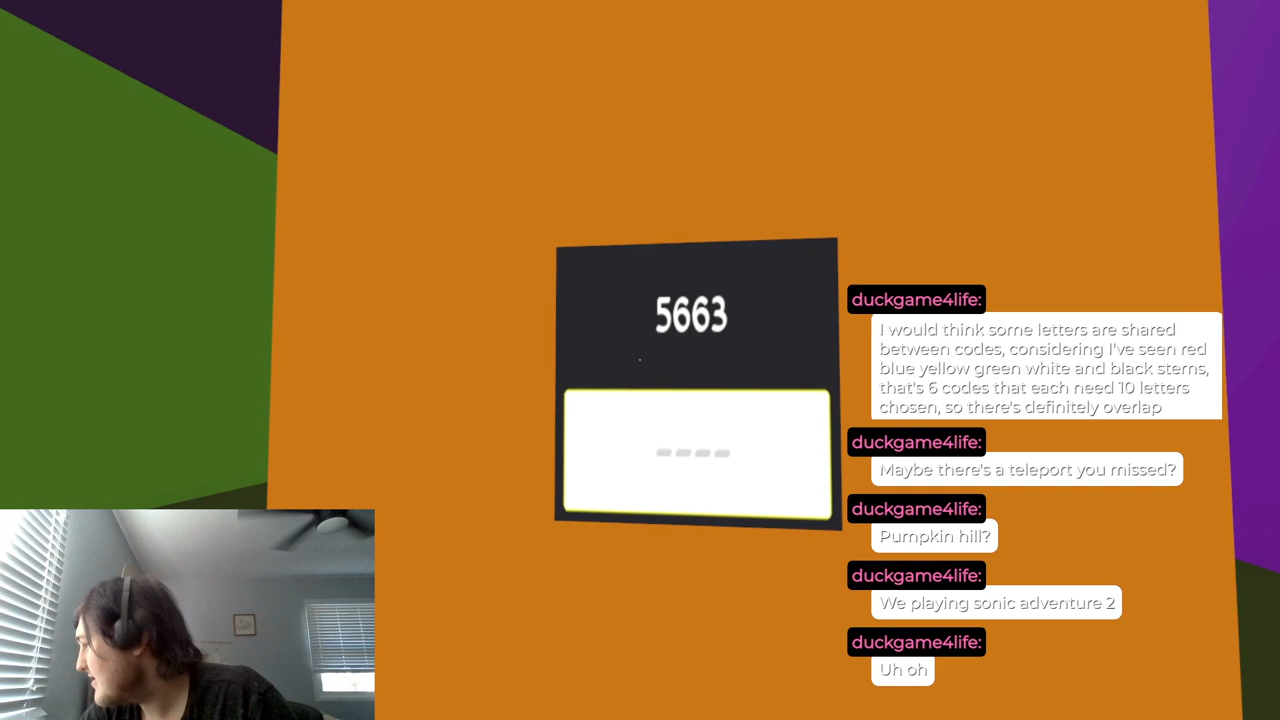 5663
duckgame4life:
I would think some letters are shared
between codes, considering I've seen red
blue yellow green white and black stems,
that's 6 codes that each need 10 letters
chosen, so there's definitely overlap
duckgame4life:
Maybe there's a teleport you missed?
duckgame4life:
Pumpkin hill?
duckgame4life:
We playing sonic adventure 2
duckgame4life:
Uh oh